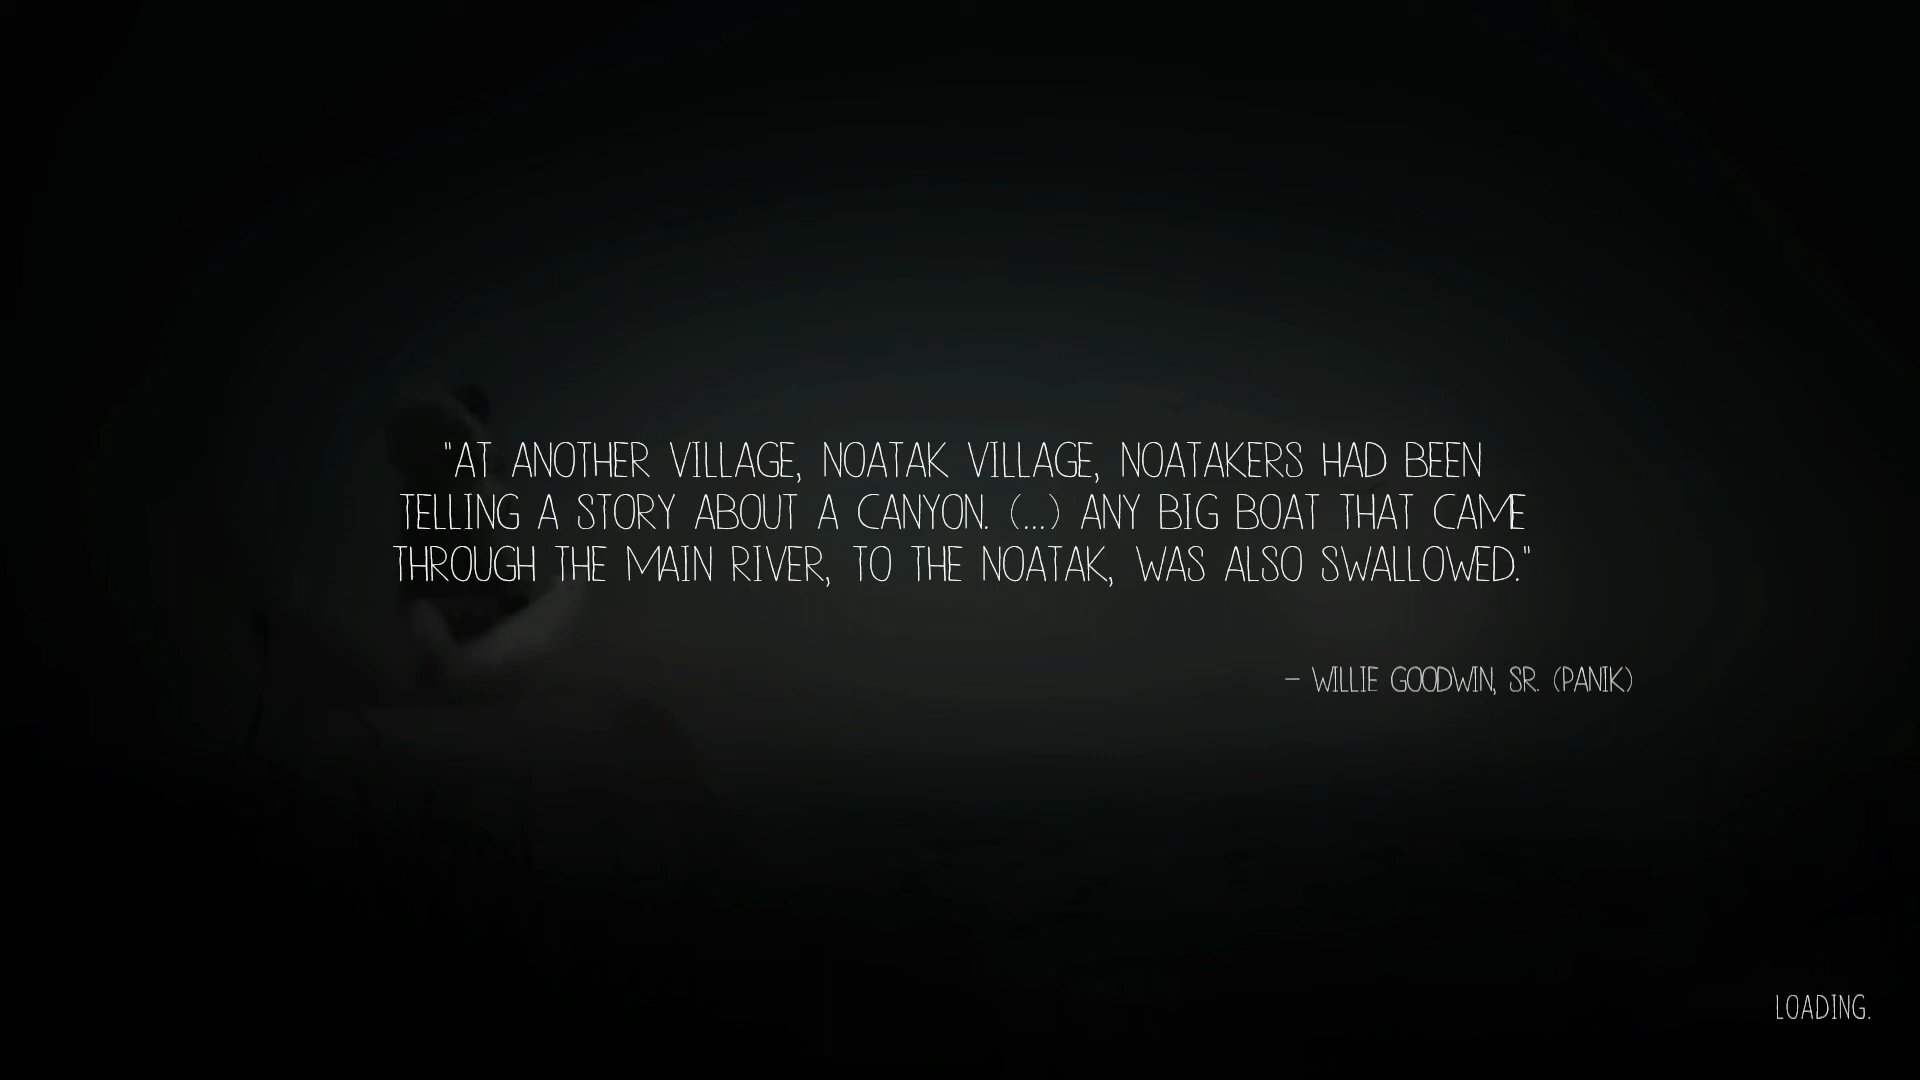 "AT ANOTHER VILLAGE, NOATAK VILLAGE, NOATAKERS HAD BEEN
TELLING A STORY ABOUT A CANYON. (...) ANY BIG BOAT THAT CAME
THROUGH THE MAIN RIVER, TO THE NOATAK, WAS ALSO SWALLOWED."
- WILLIE GOODWIN, SR. (PANIK)
LOADING.